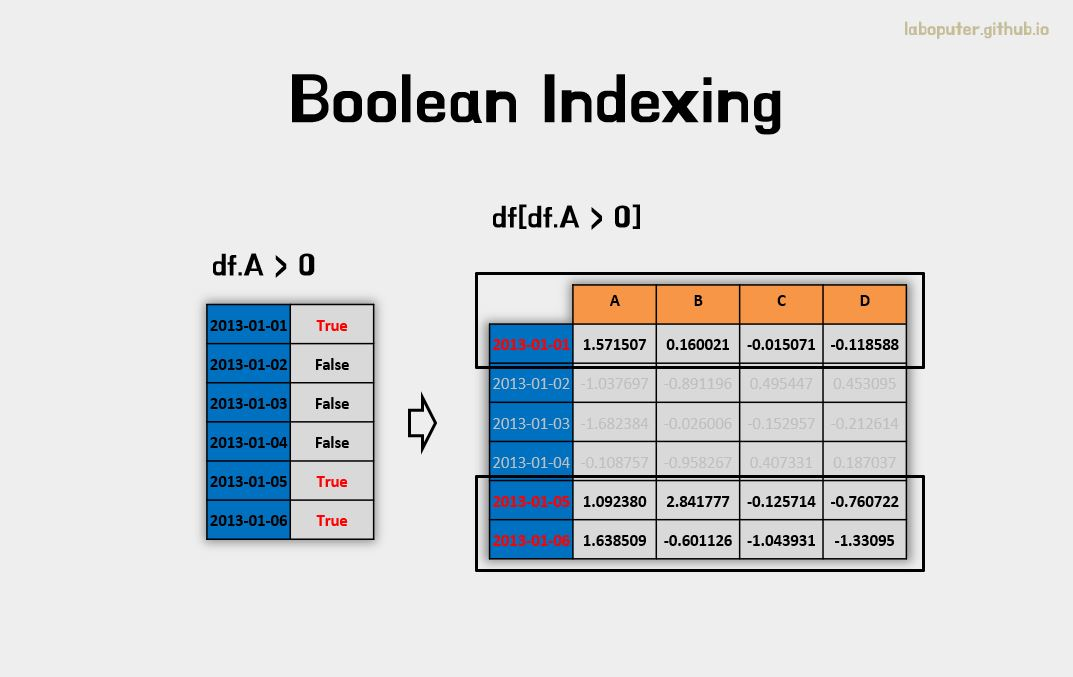 laboputer.github.io
Boolean Indexing
df.A > 0
2013-01-01 True
2013-01-02 False
2013-01-03 False
2013-01-04 False
2013-01-05 True
2013-01-06 True
df[df.A > 0]
A B C D
2013-01-01 1.571507 0.160021 -0.015071 -0.118588
2013-01-02 -1.037697 -0.891196 0.495447 0.453095
2013-01-03 -1.682384 -0.026006 -0.152957 -0.212614
2013-01-04 -0.108757 -0.958267 0.407331 0.187037
2013-01-05 1.092380 2.841777 -0.125714 -0.760722
2013-01-06 1.638509 -0.601126 -1.043931 -1.33095